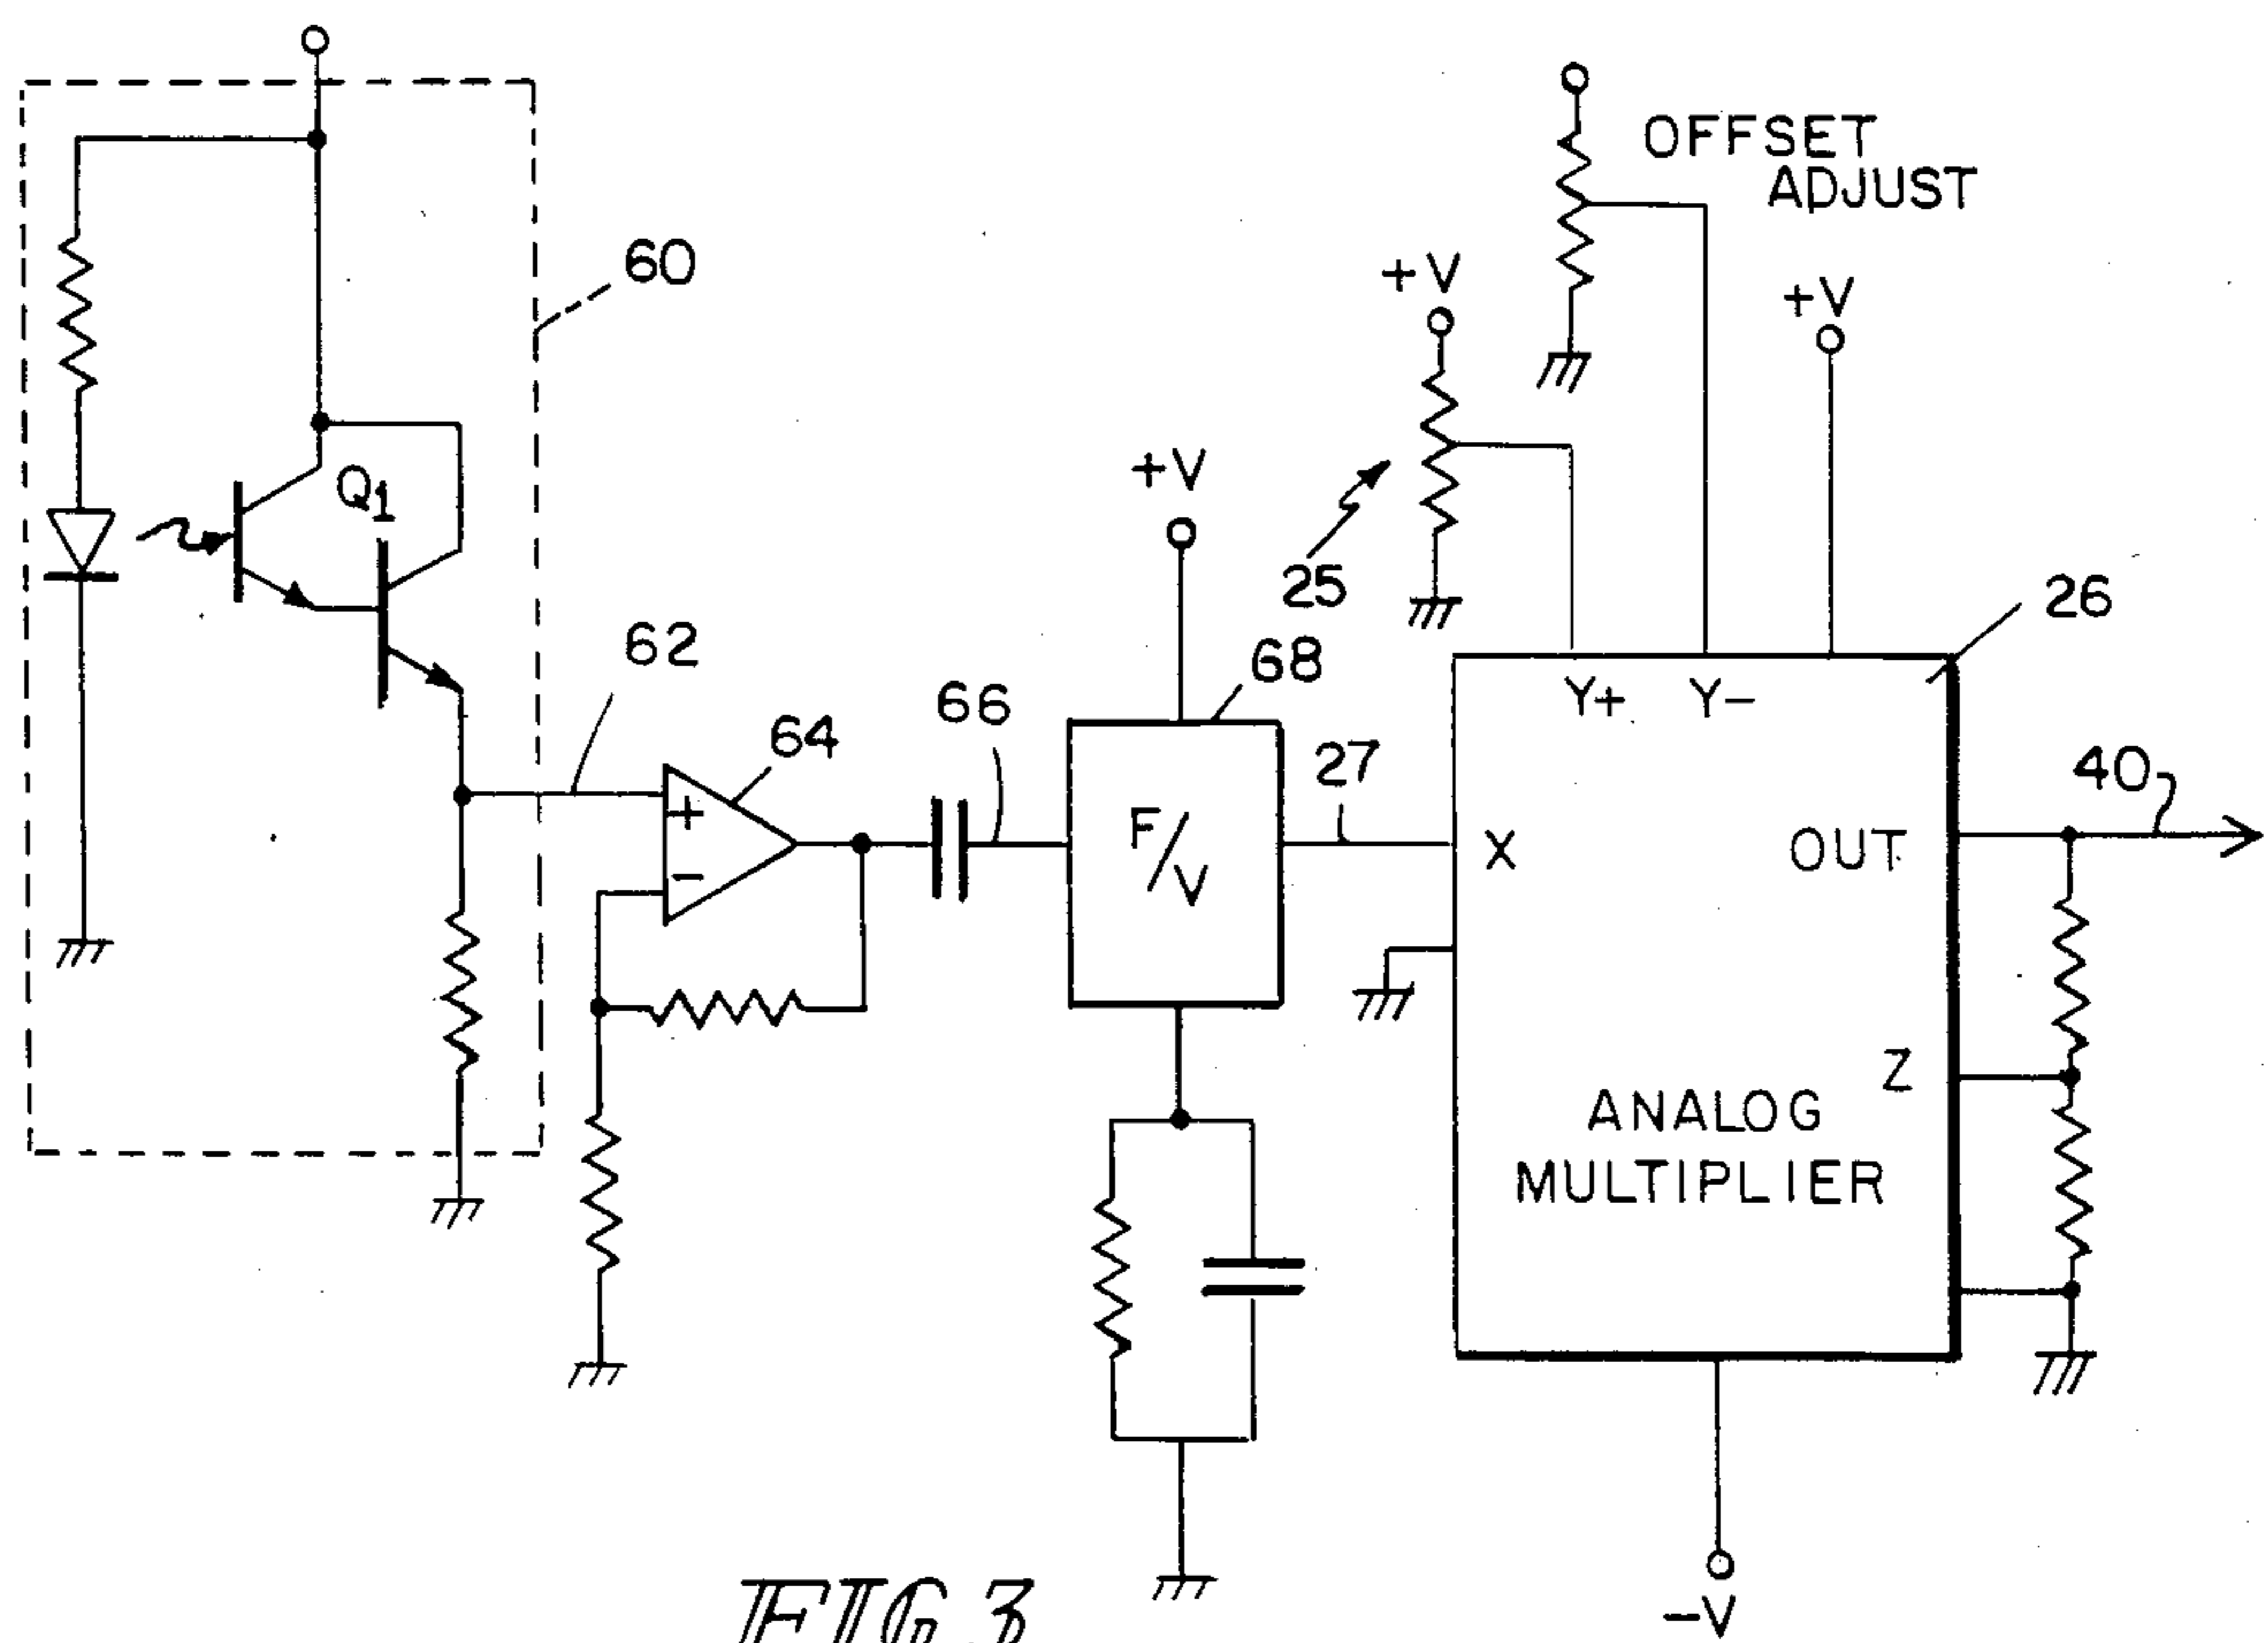 OFFSET
ADJUST
60
+V
+V
Q1
+V
25
26
62
68
Y+ Y-
66
64
27
40
+
F/V
X
OUT
-
Z
ANALOG
MULTIPLIER
-V
FIG. 3